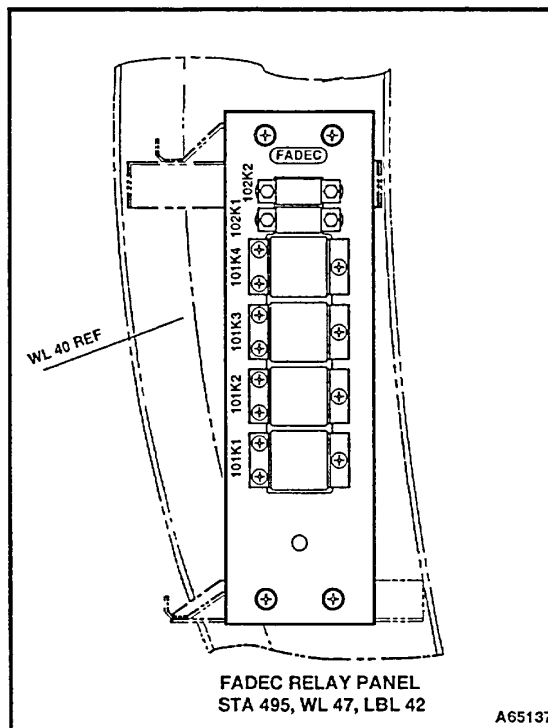 FADEC
102K2
102K1
101K4
101K3
WL 40 REF
101K2
101K1
FADEC RELAY PANEL
STA 495, WL 47, LBL 42
A65137